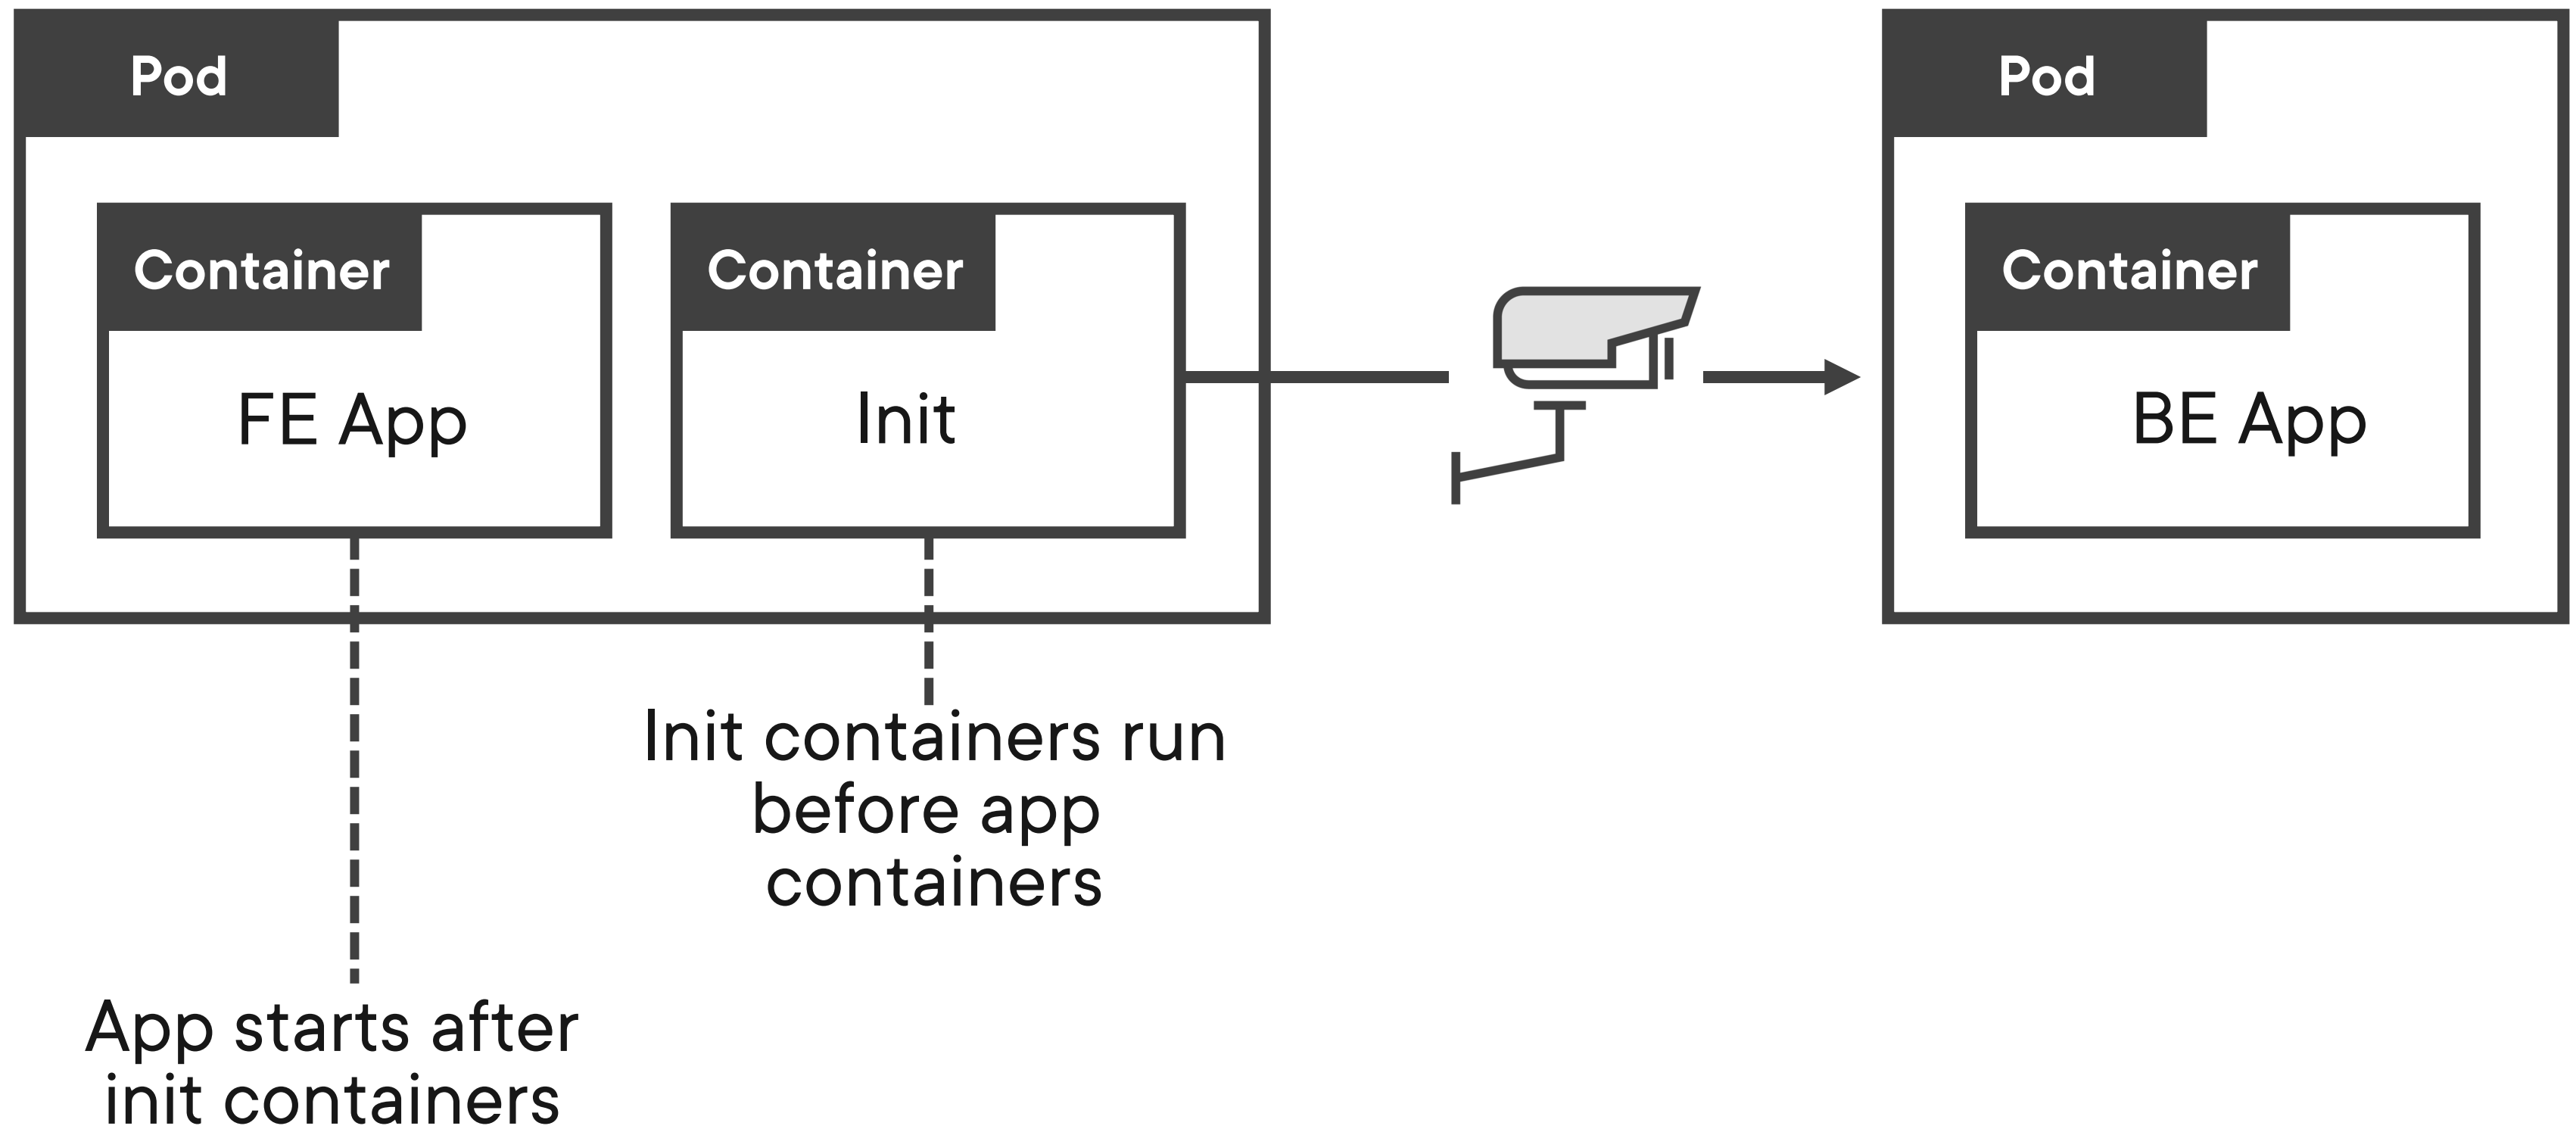 Pod
Container
FE App
Container
Init
Pod
Container
BE App
Init containers run
before app
containers
App starts after
init containers